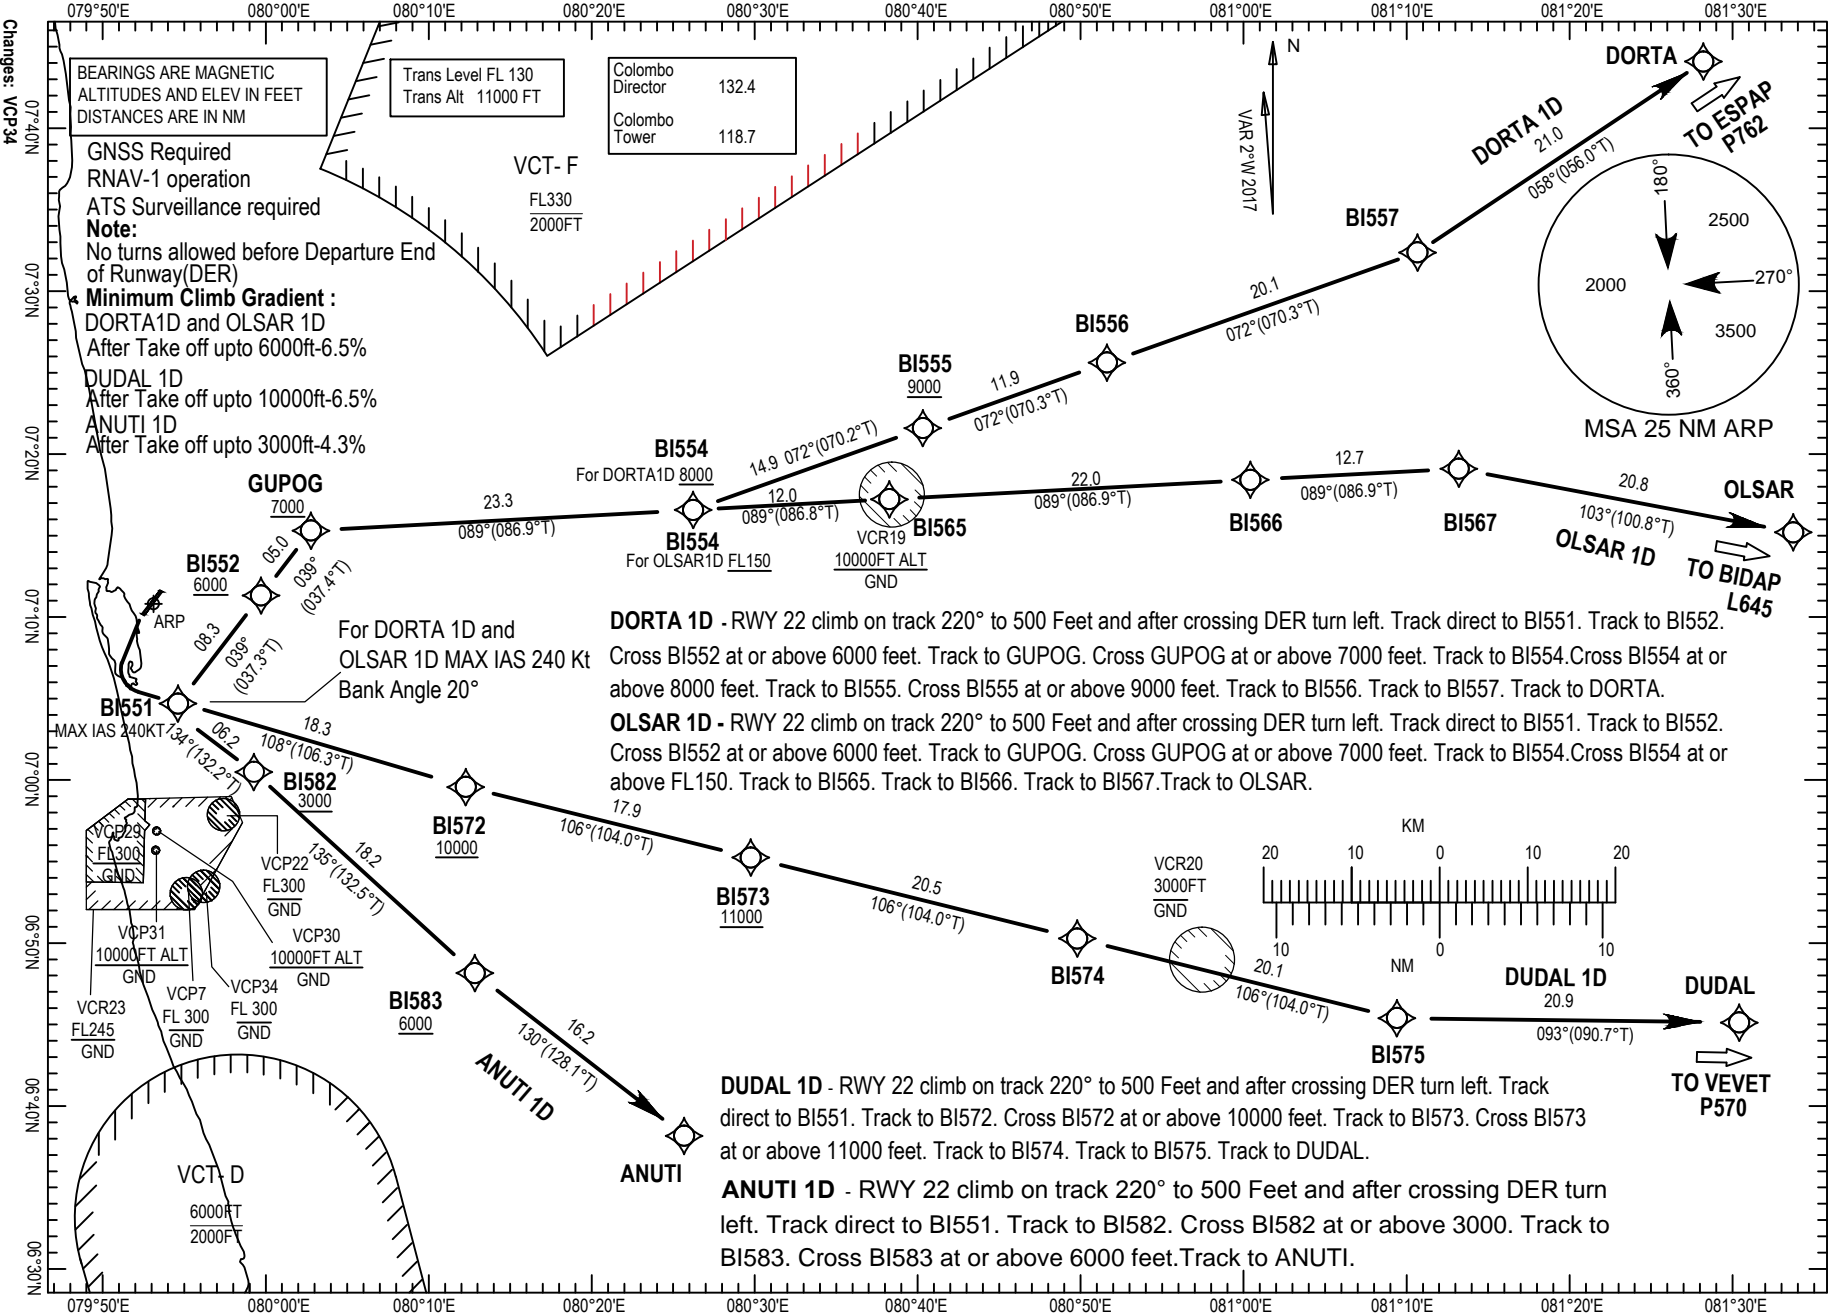 079°50'E 080°00'E 080°10'E 080°20'E 080°30'E 080°40'E 080°50'E 081°00'E 081°10'E 081°20'E 081°30'E
Changes: VCP34
07°40'N
07°30'N
07°20'N
07°10'N
07°00'N
06°50'N
06°40'N
06°30'N
BEARINGS ARE MAGNETIC
ALTITUDES AND ELEV IN FEET
DISTANCES ARE IN NM
Trans Level FL 130
Trans Alt 11000 FT
Colombo
Director 132.4
Colombo
Tower 118.7
VCT- F
FL330
2000FT
GNSS Required
RNAV-1 operation
ATS Surveillance required
Note:
No turns allowed before Departure End
of Runway(DER)
Minimum Climb Gradient :
DORTA1D and OLSAR 1D
After Take off upto 6000ft-6.5%
DUDAL 1D
After Take off upto 10000ft-6.5%
ANUTI 1D
After Take off upto 3000ft-4.3%
N
VAR 2°W 2017
DORTA
TO ESPAP
P762
DORTA 1D
21.0
058°(056.0°T)
BI557
20.1
072°(070.3°T)
BI556
11.9
072°(070.3°T)
BI555
9000
14.9 072°(070.2°T)
180°
2500
270°
2000
3500
360°
MSA 25 NM ARP
BI554
For DORTA1D 8000
BI554
For OLSAR1D FL150
GUPOG
7000
23.3
089°(086.9°T)
12.0
089°(086.8°T)
BI565
VCR19
10000FT ALT
GND
22.0
089°(086.9°T)
BI566
12.7
089°(086.9°T)
BI567
20.8
103°(100.8°T)
OLSAR 1D
OLSAR
TO BIDAP
L645
BI552
6000
05.0
039°
(037.4°T)
08.3
039°
(037.3°T)
ARP
For DORTA 1D and
OLSAR 1D MAX IAS 240 Kt
Bank Angle 20°
BI551
MAX IAS 240KT
DORTA 1D - RWY 22 climb on track 220° to 500 Feet and after crossing DER turn left. Track direct to BI551. Track to BI552.
Cross BI552 at or above 6000 feet. Track to GUPOG. Cross GUPOG at or above 7000 feet. Track to BI554.Cross BI554 at or
above 8000 feet. Track to BI555. Cross BI555 at or above 9000 feet. Track to BI556. Track to BI557. Track to DORTA.
OLSAR 1D - RWY 22 climb on track 220° to 500 Feet and after crossing DER turn left. Track direct to BI551. Track to BI552.
Cross BI552 at or above 6000 feet. Track to GUPOG. Cross GUPOG at or above 7000 feet. Track to BI554.Cross BI554 at or
above FL150. Track to BI565. Track to BI566. Track to BI567.Track to OLSAR.
06.2
134°(132.2°T)
18.3
108°(106.3°T)
BI582
3000
BI572
10000
17.9
106°(104.0°T)
BI573
11000
20.5
106°(104.0°T)
BI574
VCR20
3000FT
GND
20.1
106°(104.0°T)
BI575
DUDAL 1D
20.9
093°(090.7°T)
DUDAL
TO VEVET
P570
KM
20 10 0 10 20
10 0 10
NM
18.2
135°(132.5°T)
BI583
6000
16.2
130°(128.1°T)
ANUTI 1D
ANUTI
VCP29
FL300
GND
VCP22
FL300
GND
VCP31
10000FT ALT
GND
VCP30
10000FT ALT
GND
VCR23
FL245
GND
VCP7
FL 300
GND
VCP34
FL 300
GND
VCT- D
6000FT
2000FT
DUDAL 1D - RWY 22 climb on track 220° to 500 Feet and after crossing DER turn left. Track
direct to BI551. Track to BI572. Cross BI572 at or above 10000 feet. Track to BI573. Cross BI573
at or above 11000 feet. Track to BI574. Track to BI575. Track to DUDAL.
ANUTI 1D - RWY 22 climb on track 220° to 500 Feet and after crossing DER turn
left. Track direct to BI551. Track to BI582. Cross BI582 at or above 3000. Track to
BI583. Cross BI583 at or above 6000 feet.Track to ANUTI.
079°50'E 080°00'E 080°10'E 080°20'E 080°30'E 080°40'E 080°50'E 081°00'E 081°10'E 081°20'E 081°30'E